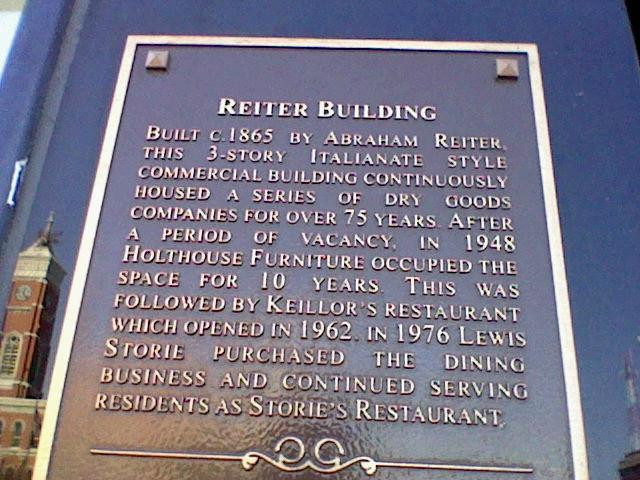 REITER BUILDING
BUILT C.1865 BY ABRAHAM REITER,
THIS 3-STORY ITALIANATE STYLE
COMMERCIAL BUILDING CONTINUOUSLY
HOUSED A SERIES OF DRY GOODS
COMPANIES FOR OVER 75 YEARS. AFTER
A PERIOD OF VACANCY, IN 1948
HOLTHOUSE FURNITURE OCCUPIED THE
SPACE FOR 10 YEARS. THIS WAS
FOLLOWED BY KEILLOR'S RESTAURANT
WHICH OPENED IN 1962. IN 1976 LEWIS
STORIE PURCHASED THE DINING
BUSINESS AND CONTINUED SERVING
RESIDENTS AS STORIE'S RESTAURANT.